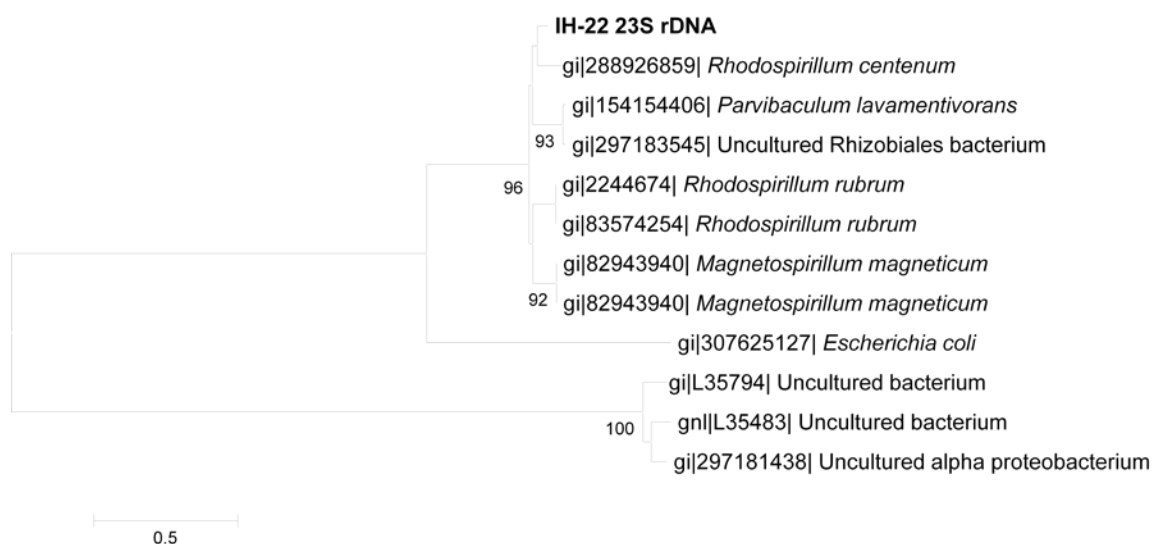 IH-22 23S rDNA
gi|288926859| Rhodospirillum centenum
gi|154154406| Parvibaculum lavamentivorans
93
gi|297183545| Uncultured Rhizobiales bacterium
96
gi|2244674| Rhodospirillum rubrum
gi|83574254| Rhodospirillum rubrum
gi|82943940| Magnetospirillum magneticum
92
gi|82943940| Magnetospirillum magneticum
gi|307625127| Escherichia coli
gi|L35794| Uncultured bacterium
100
gnl|L35483| Uncultured bacterium
gi|297181438| Uncultured alpha proteobacterium
0.5